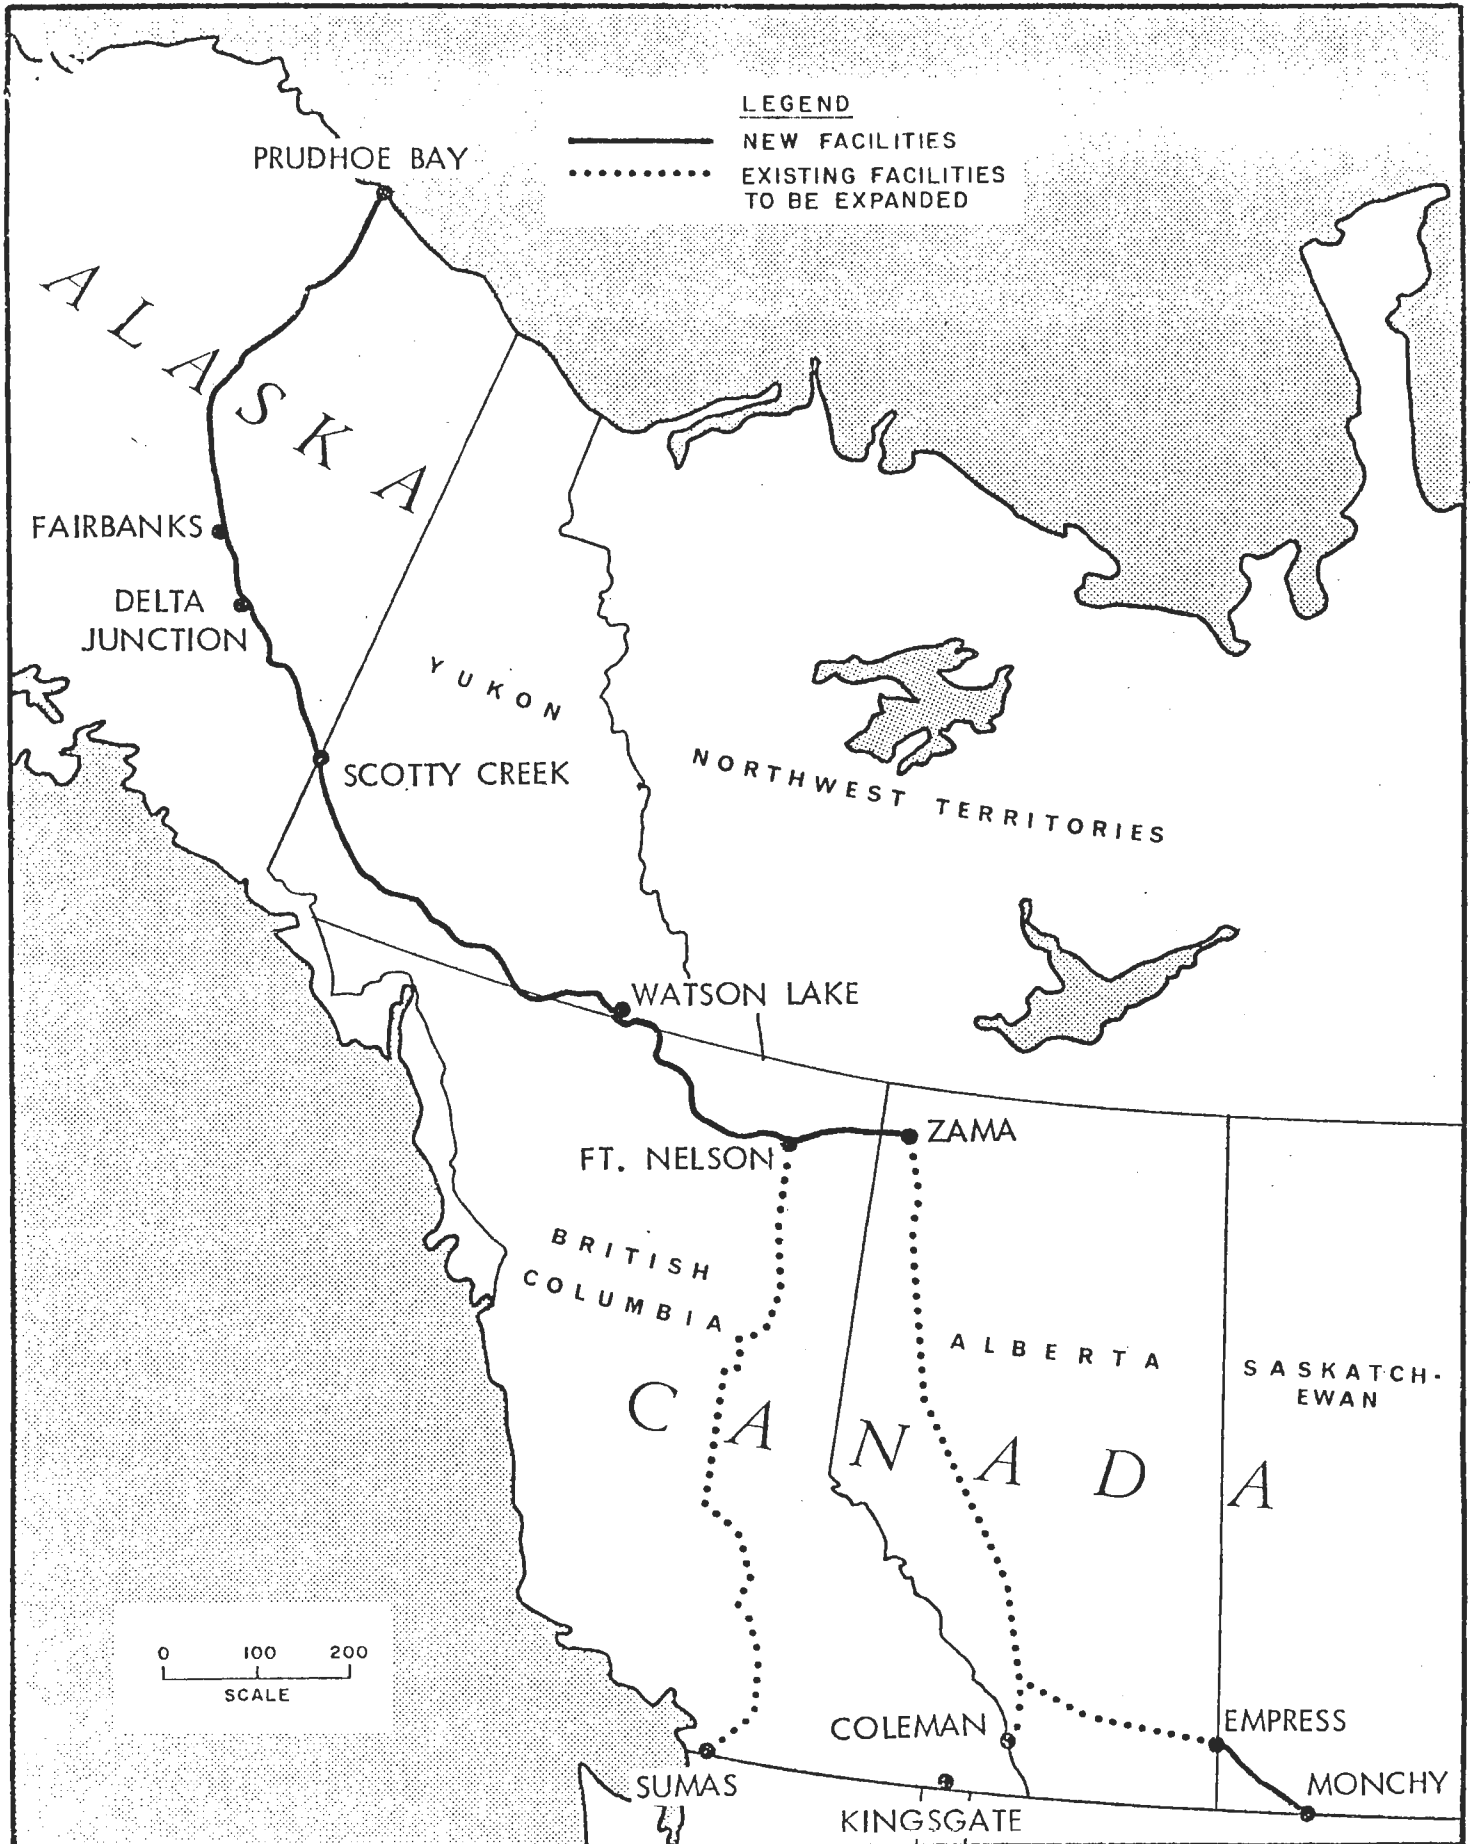 LEGEND
NEW FACILITIES
EXISTING FACILITIES
TO BE EXPANDED
PRUDHOE BAY
ALASKA
FAIRBANKS
DELTA
JUNCTION
YUKON
SCOTTY CREEK
NORTHWEST TERRITORIES
WATSON LAKE
ZAMA
FT. NELSON
BRITISH
COLUMBIA
ALBERTA
SASKATCH-
EWAN
CANADA
0 100 200
SCALE
COLEMAN
EMPRESS
SUMAS
MONCHY
KINGSGATE